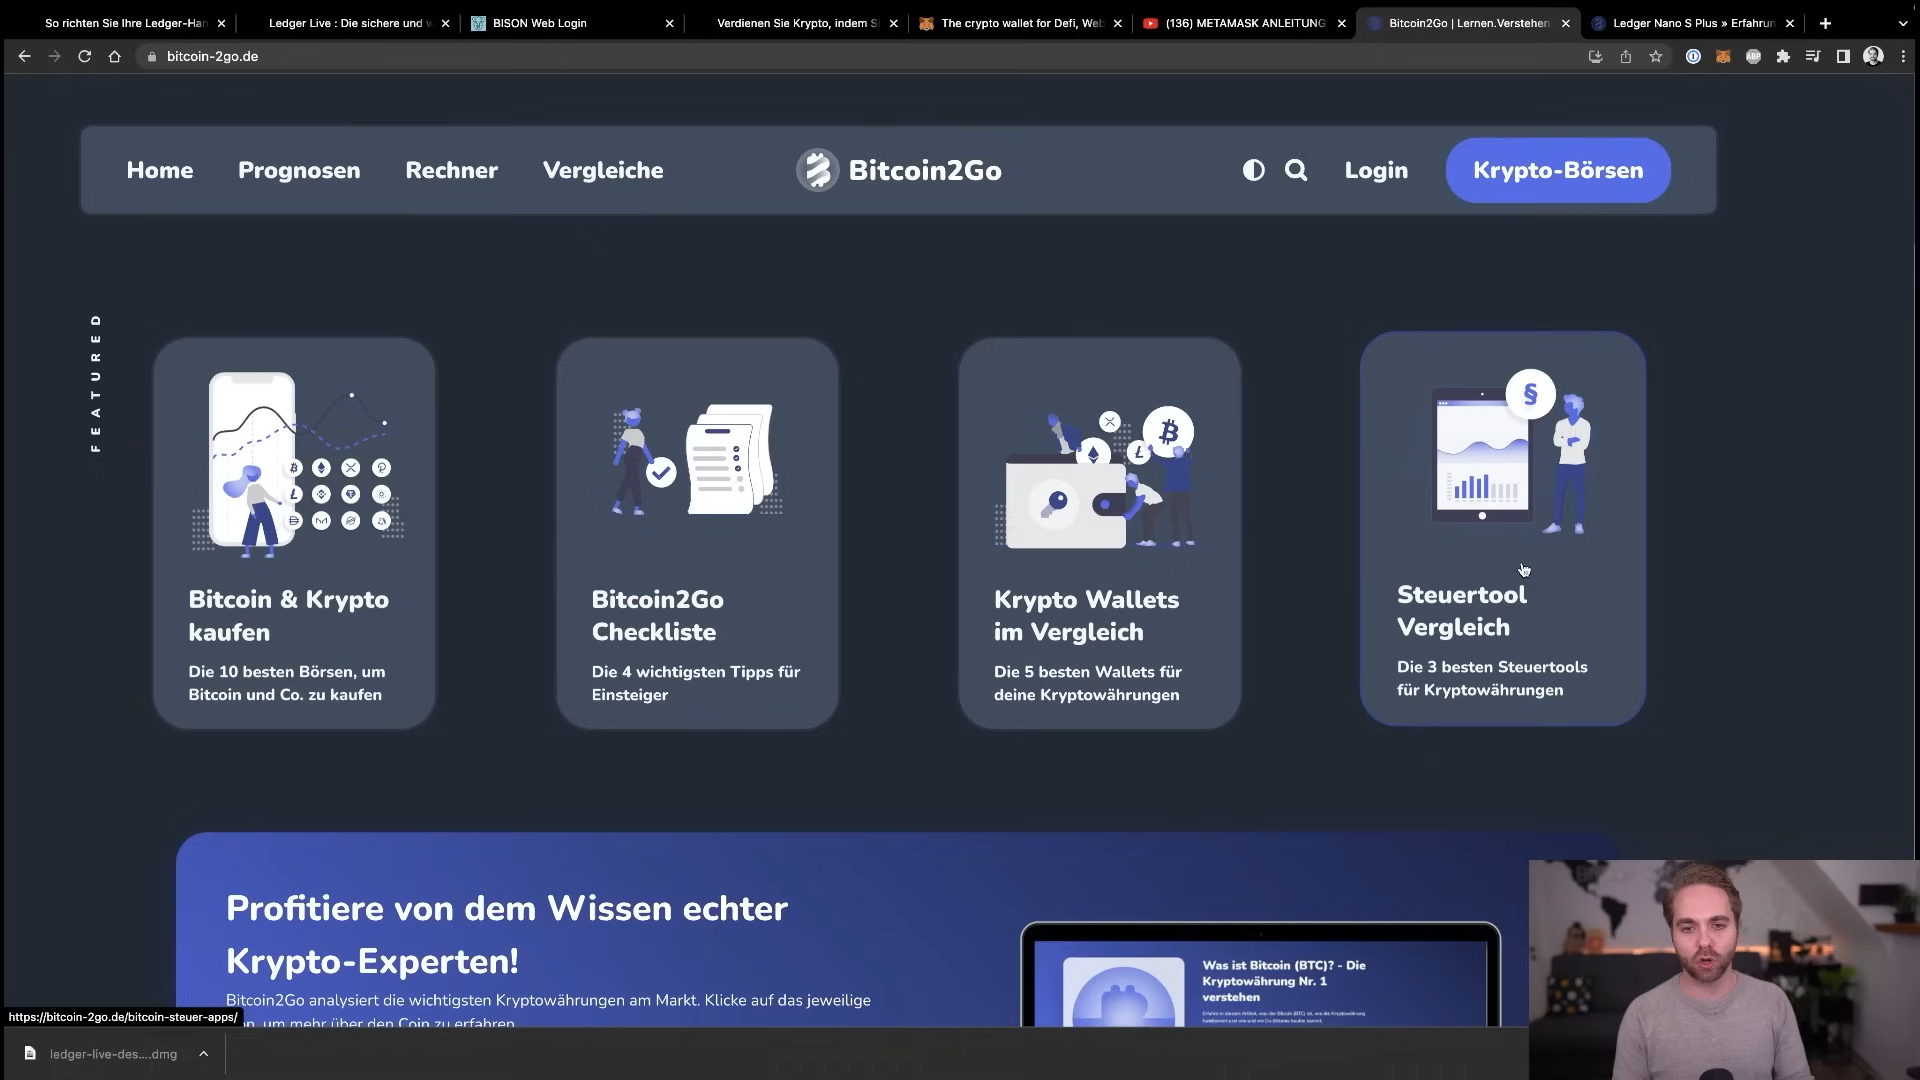 So richten Sie Ihre Ledger-Har
Ledger Live : Die sichere und
BISON Web Login
Verdienen Sie Krypto, indem S
The crypto wallet for Defi, Web
(136) METAMASK ANLEITUNG
Bitcoin2Go | Lernen.Verstehen.
Ledger Nano S Plus » Erfahrun
bitcoin-2go.de
ABP
Home
Prognosen
Rechner
Vergleiche
Bitcoin2Go
Login
Krypto-Börsen
FEATURED
§
Bitcoin & Krypto
kaufen
Die 10 besten Börsen, um
Bitcoin und Co. zu kaufen
Bitcoin2Go
Checkliste
Die 4 wichtigsten Tipps für
Einsteiger
Krypto Wallets
im Vergleich
Die 5 besten Wallets für
deine Kryptowährungen
Steuertool
Vergleich
Die 3 besten Steuertools
für Kryptowährungen
Profitiere von dem Wissen echter
Krypto-Experten!
Bitcoin2Go analysiert die wichtigsten Kryptowährungen am Markt. Klicke auf das jeweilige
um mehr über den Coin zu erfahren
Was ist Bitcoin (BTC)? - Die
Kryptowährung Nr. 1
verstehen
https://bitcoin-2go.de/bitcoin-steuer-apps/
ledger-live-des....dmg